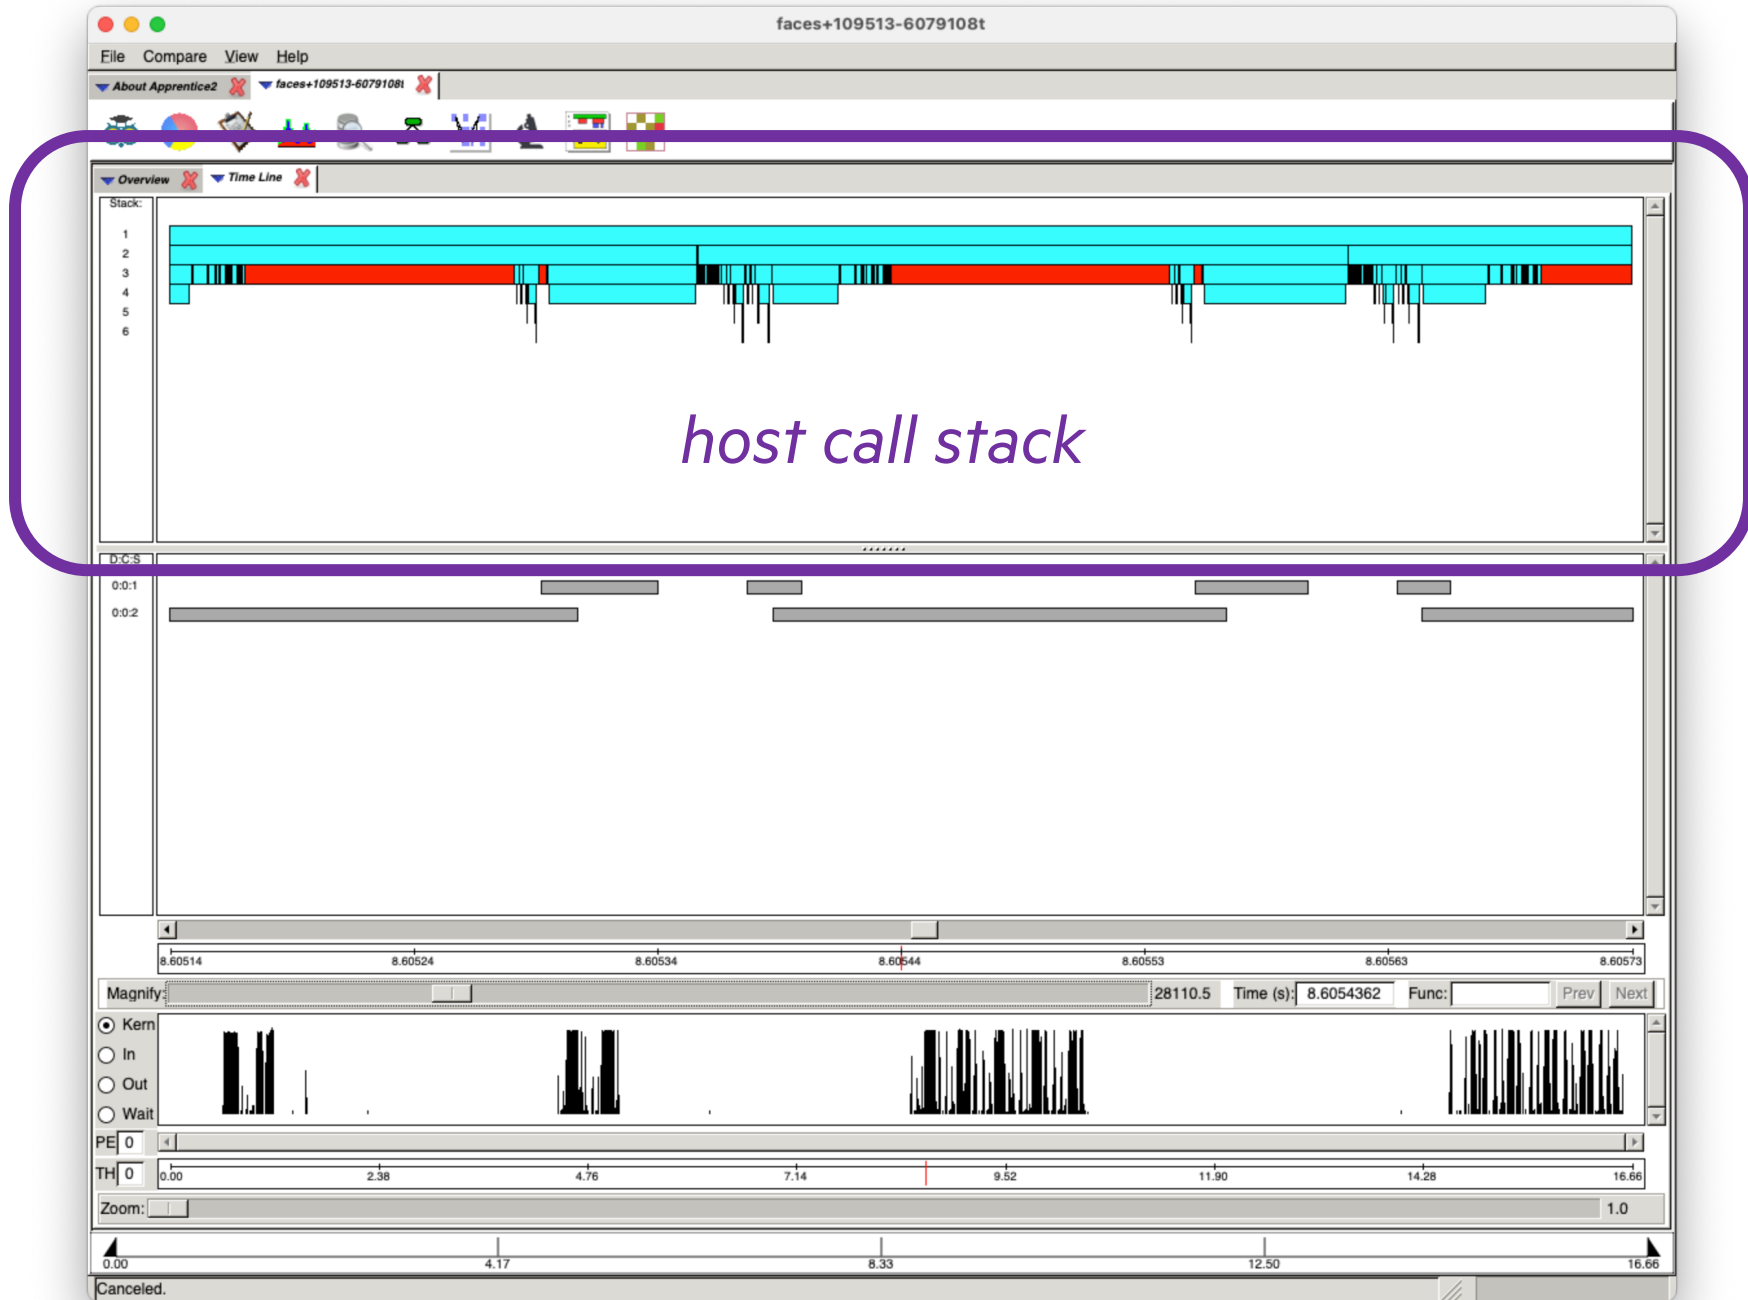 faces+109513-6079108t
File Compare View Help
About Apprentice2 faces+109513-6079108t
Overview Time Line
Stack:
1
2
3
4
5
6
host call stack
D:C:S
0:0:1
0:0:2
8.60514 8.60524 8.60534 8.60544 8.60553 8.60563 8.60573
Magnify: 28110.5 Time (s): 8.6054362 Func: Prev Next
Kern
In
Out
Wait
PE 0
TH 0 0.00 2.38 4.76 7.14 9.52 11.90 14.28 16.66
Zoom: 1.0
0.00 4.17 8.33 12.50 16.66
Canceled.